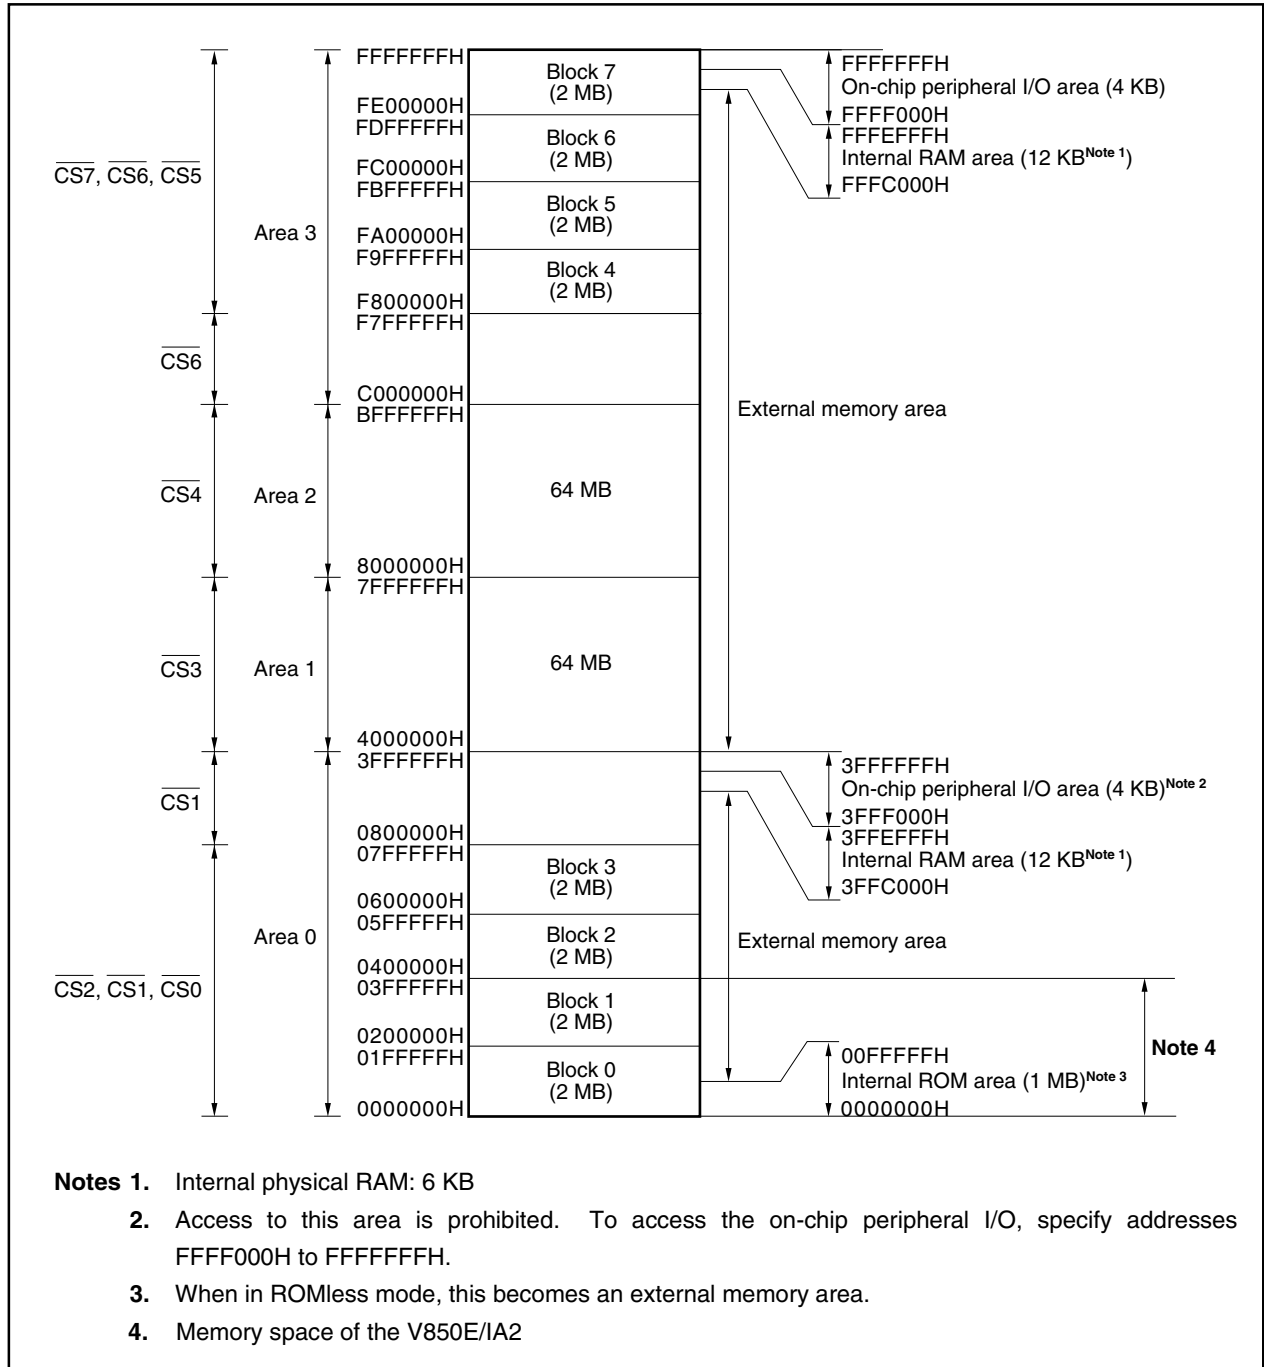 FFFFFFFH
Block 7
(2 MB)
FE00000H
FDFFFFFH
Block 6
(2 MB)
FC00000H
FBFFFFFH
Block 5
(2 MB)
FA00000H
F9FFFFFH
Block 4
(2 MB)
F800000H
F7FFFFFH
C000000H
BFFFFFFH
64 MB
8000000H
7FFFFFFH
64 MB
4000000H
3FFFFFFH
0800000H
07FFFFFH
Block 3
(2 MB)
0600000H
05FFFFFH
Block 2
(2 MB)
0400000H
03FFFFFH
Block 1
(2 MB)
0200000H
01FFFFFH
Block 0
(2 MB)
0000000H
CS7, CS6, CS5
CS6
CS4
CS3
CS1
CS2, CS1, CS0
Area 3
Area 2
Area 1
Area 0
FFFFFFFH
On-chip peripheral I/O area (4 KB)
FFFF000H
FFFEFFFH
Internal RAM area (12 KBNote 1)
FFFC000H
External memory area
3FFFFFFH
On-chip peripheral I/O area (4 KB)Note 2
3FFF000H
3FFEFFFH
Internal RAM area (12 KBNote 1)
3FFC000H
External memory area
00FFFFFH
Internal ROM area (1 MB)Note 3
0000000H
Note 4
Notes 1. Internal physical RAM: 6 KB
2. Access to this area is prohibited. To access the on-chip peripheral I/O, specify addresses
FFFF000H to FFFFFFFH.
3. When in ROMless mode, this becomes an external memory area.
4. Memory space of the V850E/IA2